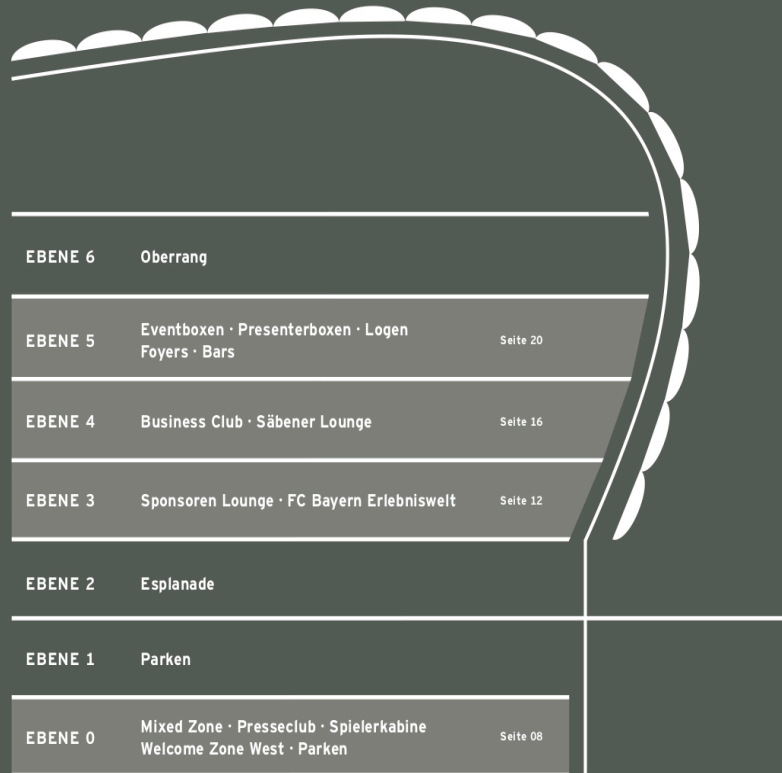 EBENE 6 Oberrang
EBENE 5 Eventboxen · Presenterboxen · Logen Seite 20
Foyers · Bars
EBENE 4 Business Club · Säbener Lounge Seite 16
EBENE 3 Sponsoren Lounge · FC Bayern Erlebniswelt Seite 12
EBENE 2 Esplanade
EBENE 1 Parken
EBENE 0 Mixed Zone · Presseclub · Spielerkabine Seite 08
Welcome Zone West · Parken